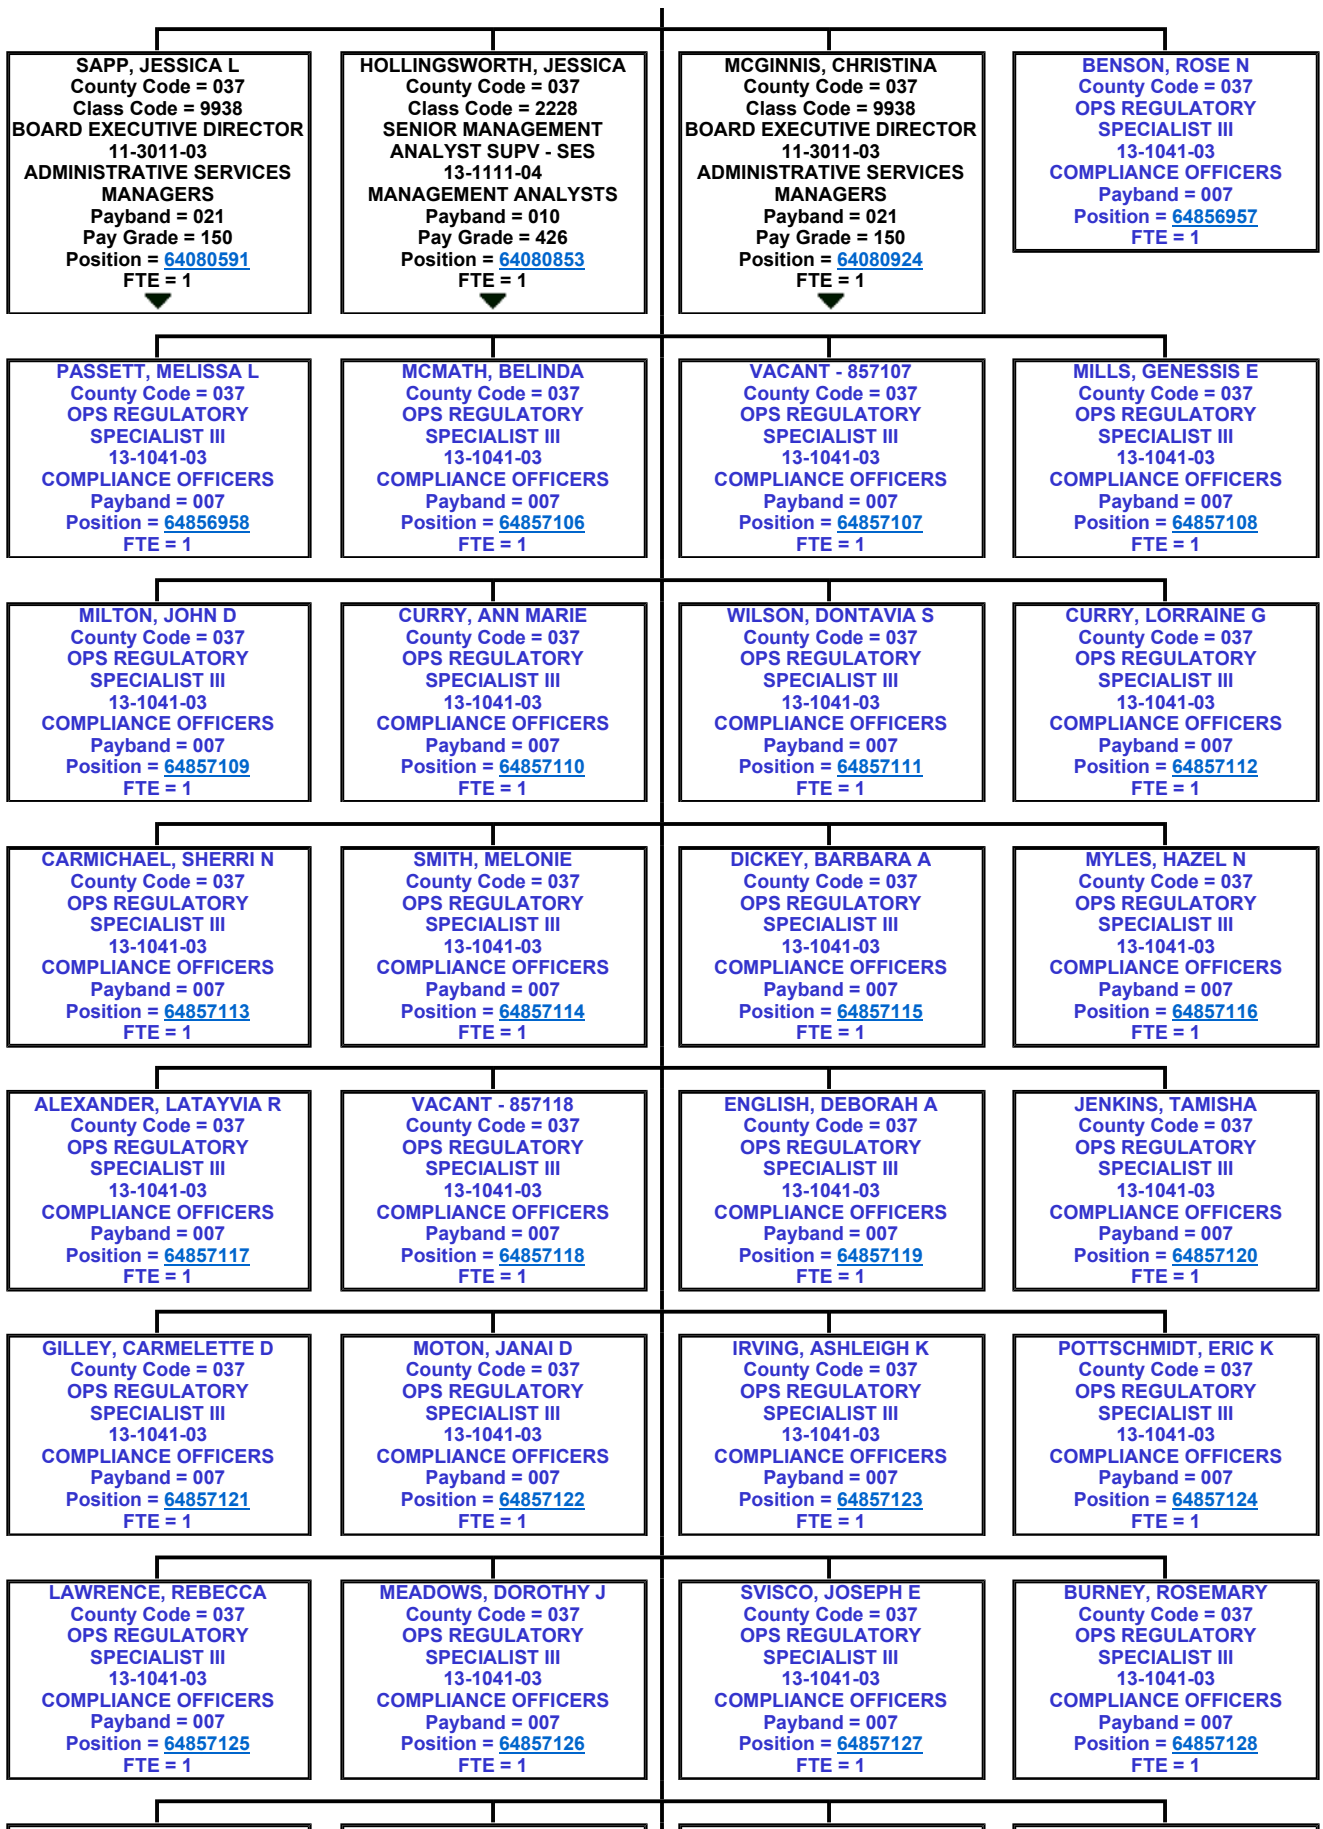 SAPP, JESSICA L
County Code = 037
Class Code = 9938
BOARD EXECUTIVE DIRECTOR
11-3011-03
ADMINISTRATIVE SERVICES
MANAGERS
Payband = 021
Pay Grade = 150
Position = 64080591
FTE = 1
HOLLINGSWORTH, JESSICA
County Code = 037
Class Code = 2228
SENIOR MANAGEMENT
ANALYST SUPV - SES
13-1111-04
MANAGEMENT ANALYSTS
Payband = 010
Pay Grade = 426
Position = 64080853
FTE = 1
MCGINNIS, CHRISTINA
County Code = 037
Class Code = 9938
BOARD EXECUTIVE DIRECTOR
11-3011-03
ADMINISTRATIVE SERVICES
MANAGERS
Payband = 021
Pay Grade = 150
Position = 64080924
FTE = 1
BENSON, ROSE N
County Code = 037
OPS REGULATORY
SPECIALIST III
13-1041-03
COMPLIANCE OFFICERS
Payband = 007
Position = 64856957
FTE = 1
PASSETT, MELISSA L
County Code = 037
OPS REGULATORY
SPECIALIST III
13-1041-03
COMPLIANCE OFFICERS
Payband = 007
Position = 64856958
FTE = 1
MCMATH, BELINDA
County Code = 037
OPS REGULATORY
SPECIALIST III
13-1041-03
COMPLIANCE OFFICERS
Payband = 007
Position = 64857106
FTE = 1
VACANT - 857107
County Code = 037
OPS REGULATORY
SPECIALIST III
13-1041-03
COMPLIANCE OFFICERS
Payband = 007
Position = 64857107
FTE = 1
MILLS, GENESSIS E
County Code = 037
OPS REGULATORY
SPECIALIST III
13-1041-03
COMPLIANCE OFFICERS
Payband = 007
Position = 64857108
FTE = 1
MILTON, JOHN D
County Code = 037
OPS REGULATORY
SPECIALIST III
13-1041-03
COMPLIANCE OFFICERS
Payband = 007
Position = 64857109
FTE = 1
CURRY, ANN MARIE
County Code = 037
OPS REGULATORY
SPECIALIST III
13-1041-03
COMPLIANCE OFFICERS
Payband = 007
Position = 64857110
FTE = 1
WILSON, DONTAVIA S
County Code = 037
OPS REGULATORY
SPECIALIST III
13-1041-03
COMPLIANCE OFFICERS
Payband = 007
Position = 64857111
FTE = 1
CURRY, LORRAINE G
County Code = 037
OPS REGULATORY
SPECIALIST III
13-1041-03
COMPLIANCE OFFICERS
Payband = 007
Position = 64857112
FTE = 1
CARMICHAEL, SHERRI N
County Code = 037
OPS REGULATORY
SPECIALIST III
13-1041-03
COMPLIANCE OFFICERS
Payband = 007
Position = 64857113
FTE = 1
SMITH, MELONIE
County Code = 037
OPS REGULATORY
SPECIALIST III
13-1041-03
COMPLIANCE OFFICERS
Payband = 007
Position = 64857114
FTE = 1
DICKEY, BARBARA A
County Code = 037
OPS REGULATORY
SPECIALIST III
13-1041-03
COMPLIANCE OFFICERS
Payband = 007
Position = 64857115
FTE = 1
MYLES, HAZEL N
County Code = 037
OPS REGULATORY
SPECIALIST III
13-1041-03
COMPLIANCE OFFICERS
Payband = 007
Position = 64857116
FTE = 1
ALEXANDER, LATAYVIA R
County Code = 037
OPS REGULATORY
SPECIALIST III
13-1041-03
COMPLIANCE OFFICERS
Payband = 007
Position = 64857117
FTE = 1
VACANT - 857118
County Code = 037
OPS REGULATORY
SPECIALIST III
13-1041-03
COMPLIANCE OFFICERS
Payband = 007
Position = 64857118
FTE = 1
ENGLISH, DEBORAH A
County Code = 037
OPS REGULATORY
SPECIALIST III
13-1041-03
COMPLIANCE OFFICERS
Payband = 007
Position = 64857119
FTE = 1
JENKINS, TAMISHA
County Code = 037
OPS REGULATORY
SPECIALIST III
13-1041-03
COMPLIANCE OFFICERS
Payband = 007
Position = 64857120
FTE = 1
GILLEY, CARMELETTE D
County Code = 037
OPS REGULATORY
SPECIALIST III
13-1041-03
COMPLIANCE OFFICERS
Payband = 007
Position = 64857121
FTE = 1
MOTON, JANAI D
County Code = 037
OPS REGULATORY
SPECIALIST III
13-1041-03
COMPLIANCE OFFICERS
Payband = 007
Position = 64857122
FTE = 1
IRVING, ASHLEIGH K
County Code = 037
OPS REGULATORY
SPECIALIST III
13-1041-03
COMPLIANCE OFFICERS
Payband = 007
Position = 64857123
FTE = 1
POTTSCHMIDT, ERIC K
County Code = 037
OPS REGULATORY
SPECIALIST III
13-1041-03
COMPLIANCE OFFICERS
Payband = 007
Position = 64857124
FTE = 1
LAWRENCE, REBECCA
County Code = 037
OPS REGULATORY
SPECIALIST III
13-1041-03
COMPLIANCE OFFICERS
Payband = 007
Position = 64857125
FTE = 1
MEADOWS, DOROTHY J
County Code = 037
OPS REGULATORY
SPECIALIST III
13-1041-03
COMPLIANCE OFFICERS
Payband = 007
Position = 64857126
FTE = 1
SVISCO, JOSEPH E
County Code = 037
OPS REGULATORY
SPECIALIST III
13-1041-03
COMPLIANCE OFFICERS
Payband = 007
Position = 64857127
FTE = 1
BURNEY, ROSEMARY
County Code = 037
OPS REGULATORY
SPECIALIST III
13-1041-03
COMPLIANCE OFFICERS
Payband = 007
Position = 64857128
FTE = 1